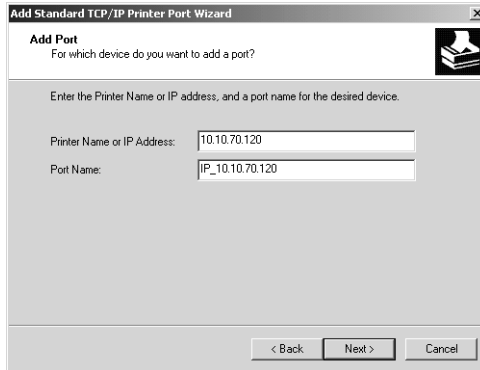 Add Standard TCP/IP Printer Port Wizard
Add Port
For which device do you want to add a port?
Enter the Printer Name or IP address, and a port name for the desired device.
Printer Name or IP Address: 10.10.70.120
Port Name: IP_10.10.70.120
< Back Next > Cancel